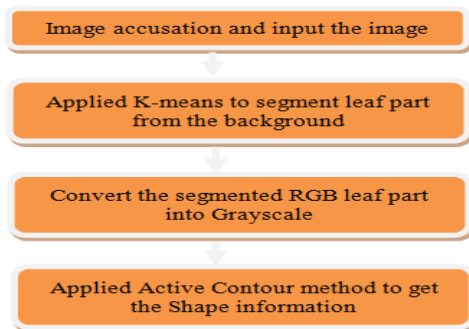 Image accusation and input the image
Applied K-means to segment leaf part
from the background
Convert the segmented RGB leaf part
into Grayscale
Applied Active Contour method to get
the Shape information